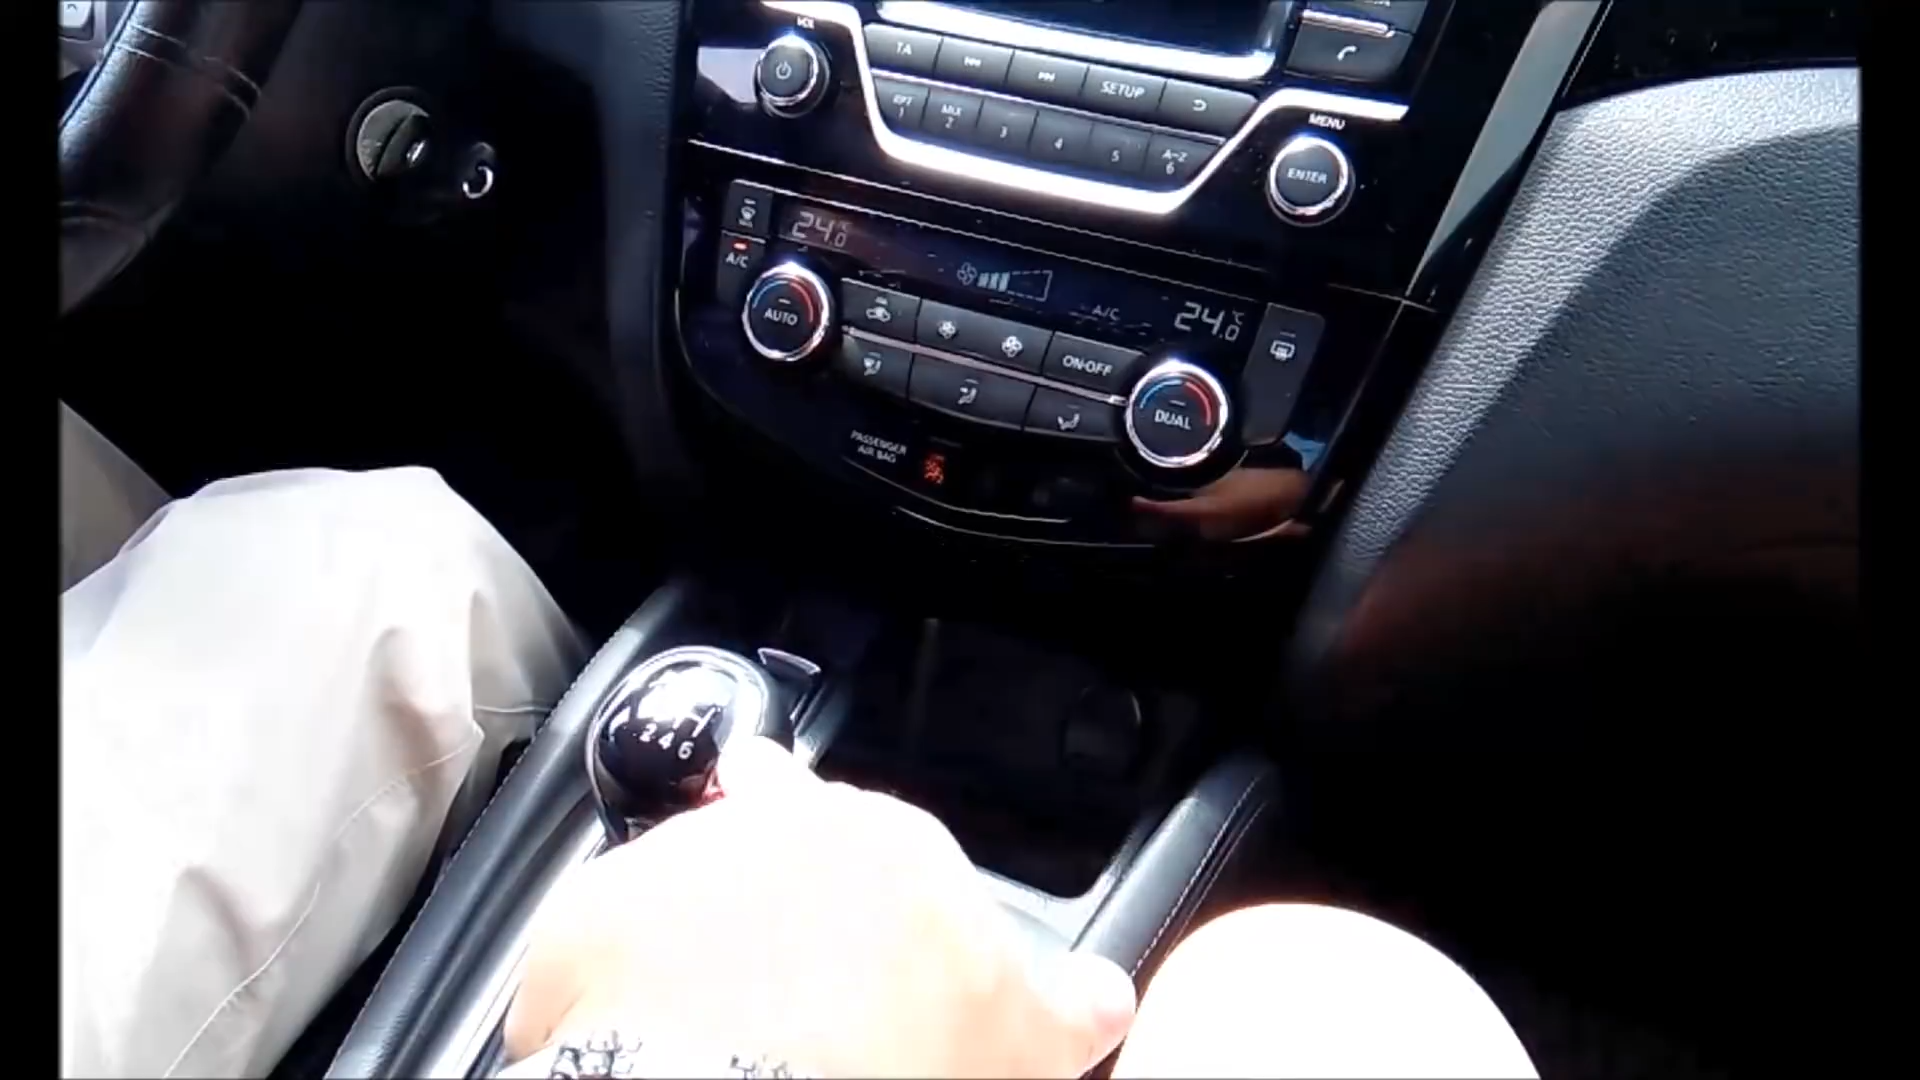 VOL
TA
SETUP
RPT
1
MIX
2
3
4
5
A-Z
6
MENU
ENTER
24.0°C
A/C
AUTO
A/C
24.0°C
ON·OFF
DUAL
PASSENGER
AIR BAG
2 4 6